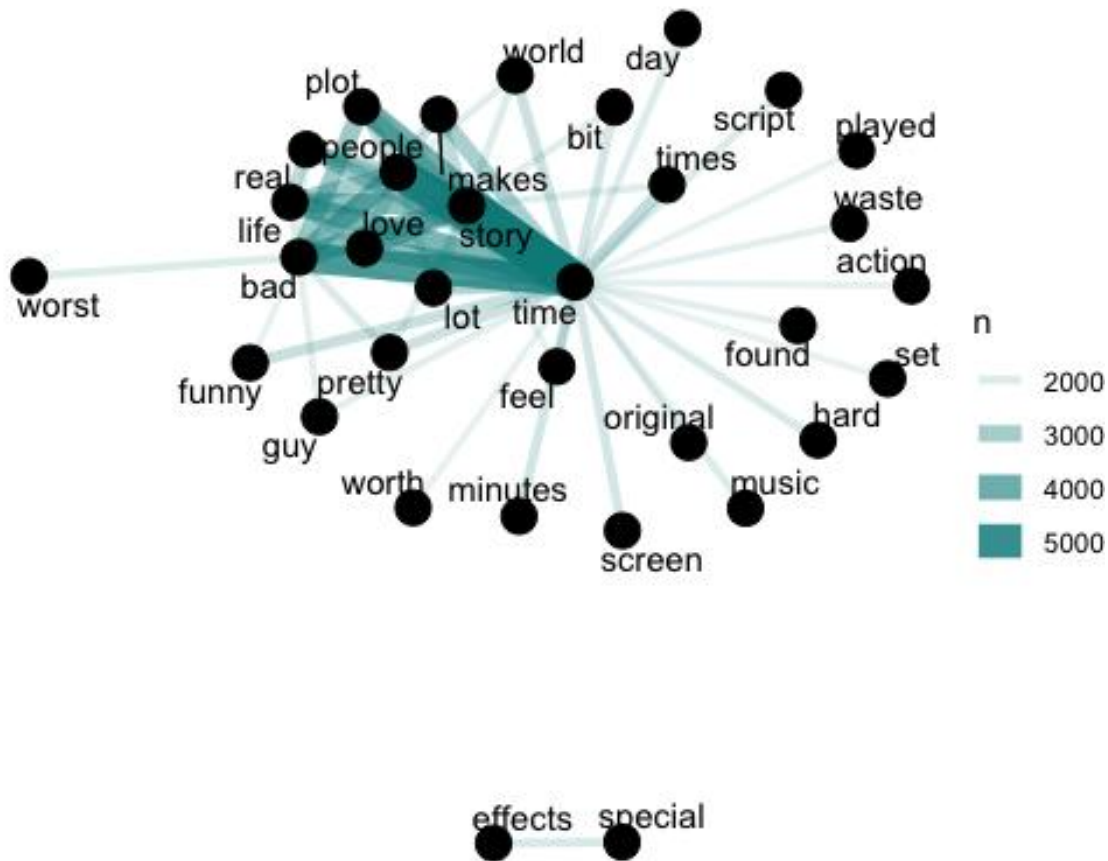 world
day
plot
script
bit
played
people
times
real
makes
waste
love
life
story
action
bad
worst
lot
time
n
found
set
2000
funny
pretty
feel
original
hard
3000
guy
worth
minutes
music
4000
5000
screen
effects
special